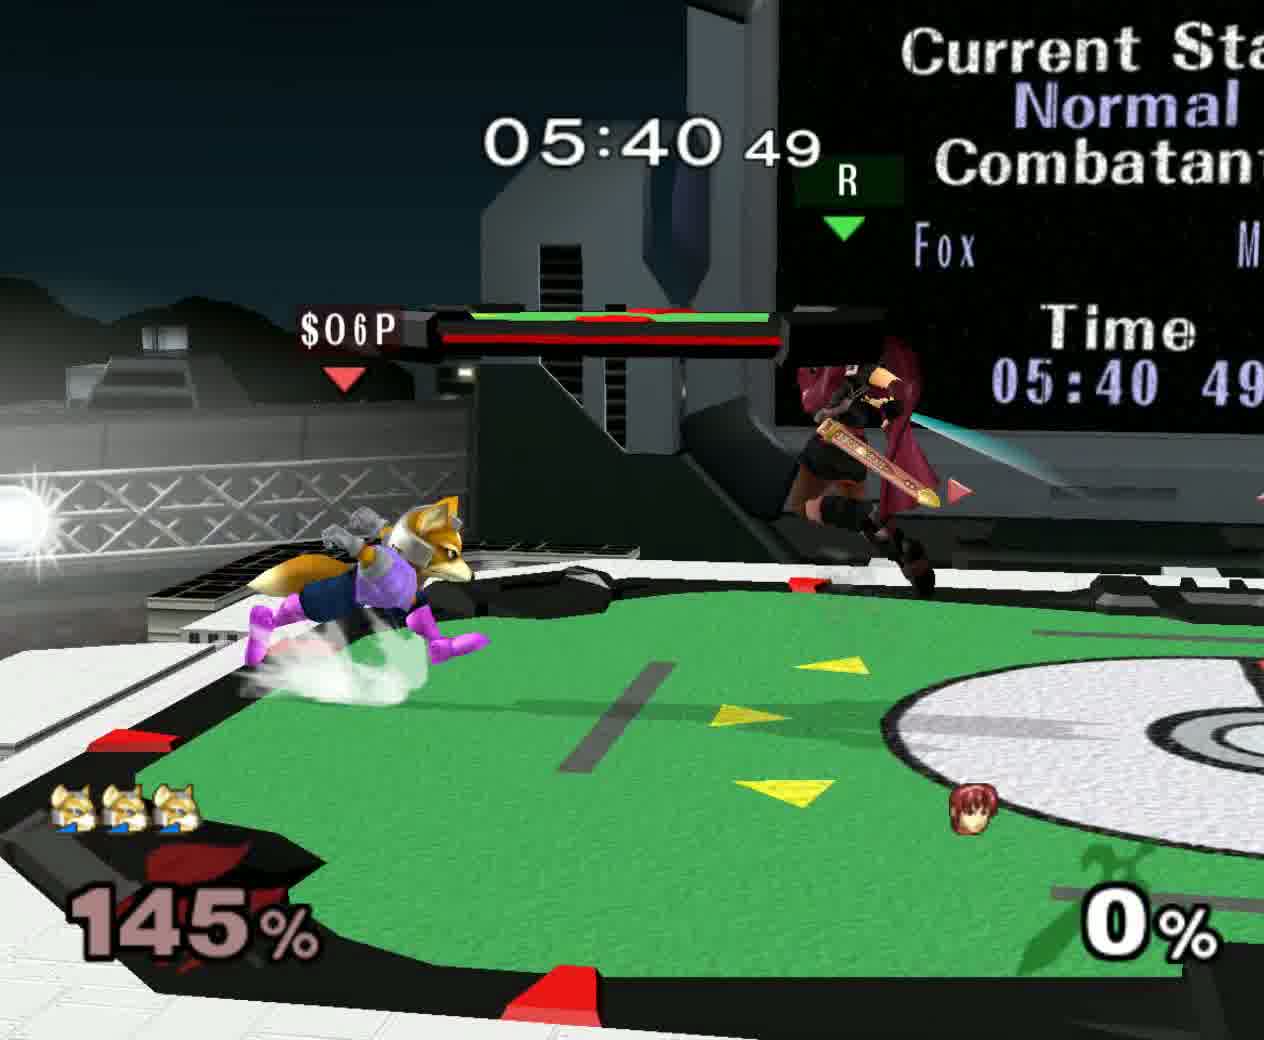 Current Sta
Normal
05:40 49
Combatant
R
Fox M
$06P
Time
05:40 49
145%
0%